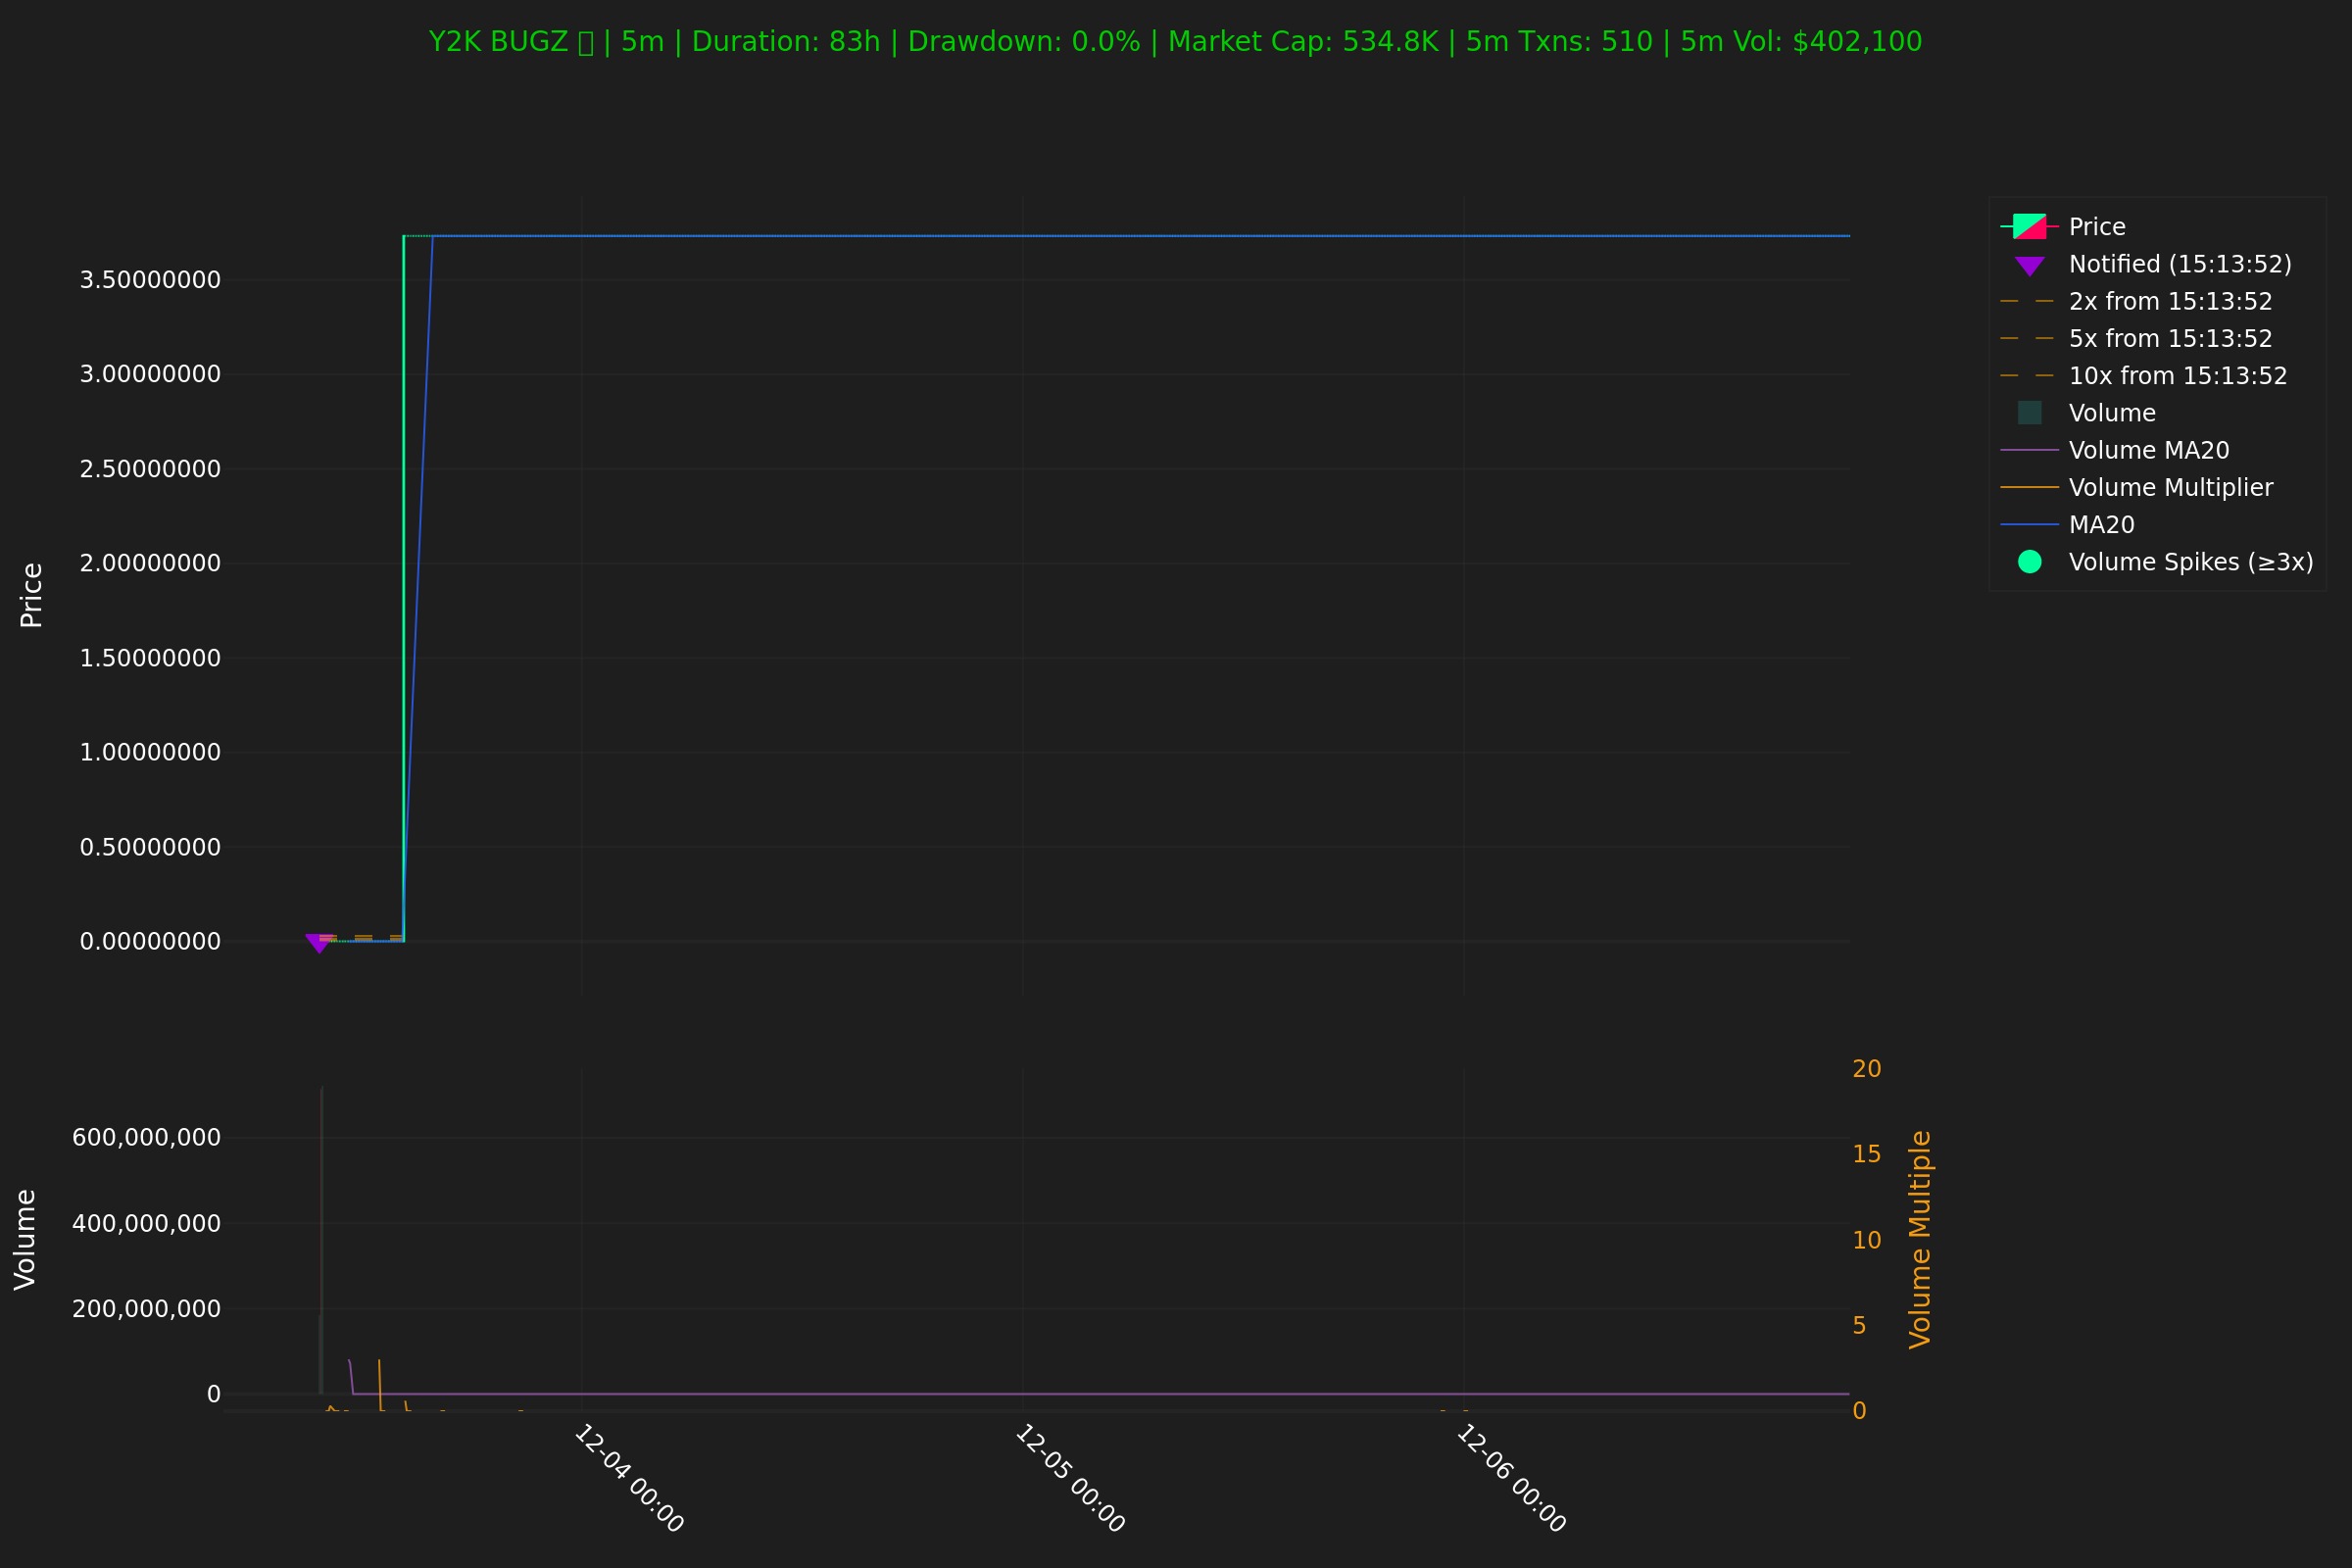 Y2K BUGZ | 5m | Duration: 83h | Drawdown: 0.0% | Market Cap: 534.8K | 5m Txns: 510 | 5m Vol: $402,100
Price
3.50000000
3.00000000
2.50000000
2.00000000
1.50000000
1.00000000
0.50000000
0.00000000
Price
Notified (15:13:52)
2x from 15:13:52
5x from 15:13:52
10x from 15:13:52
Volume
Volume MA20
Volume Multiplier
MA20
Volume Spikes (≥3x)
Volume
600,000,000
400,000,000
200,000,000
0
20
15
10
5
0
Volume Multiple
12-04 00:00
12-05 00:00
12-06 00:00